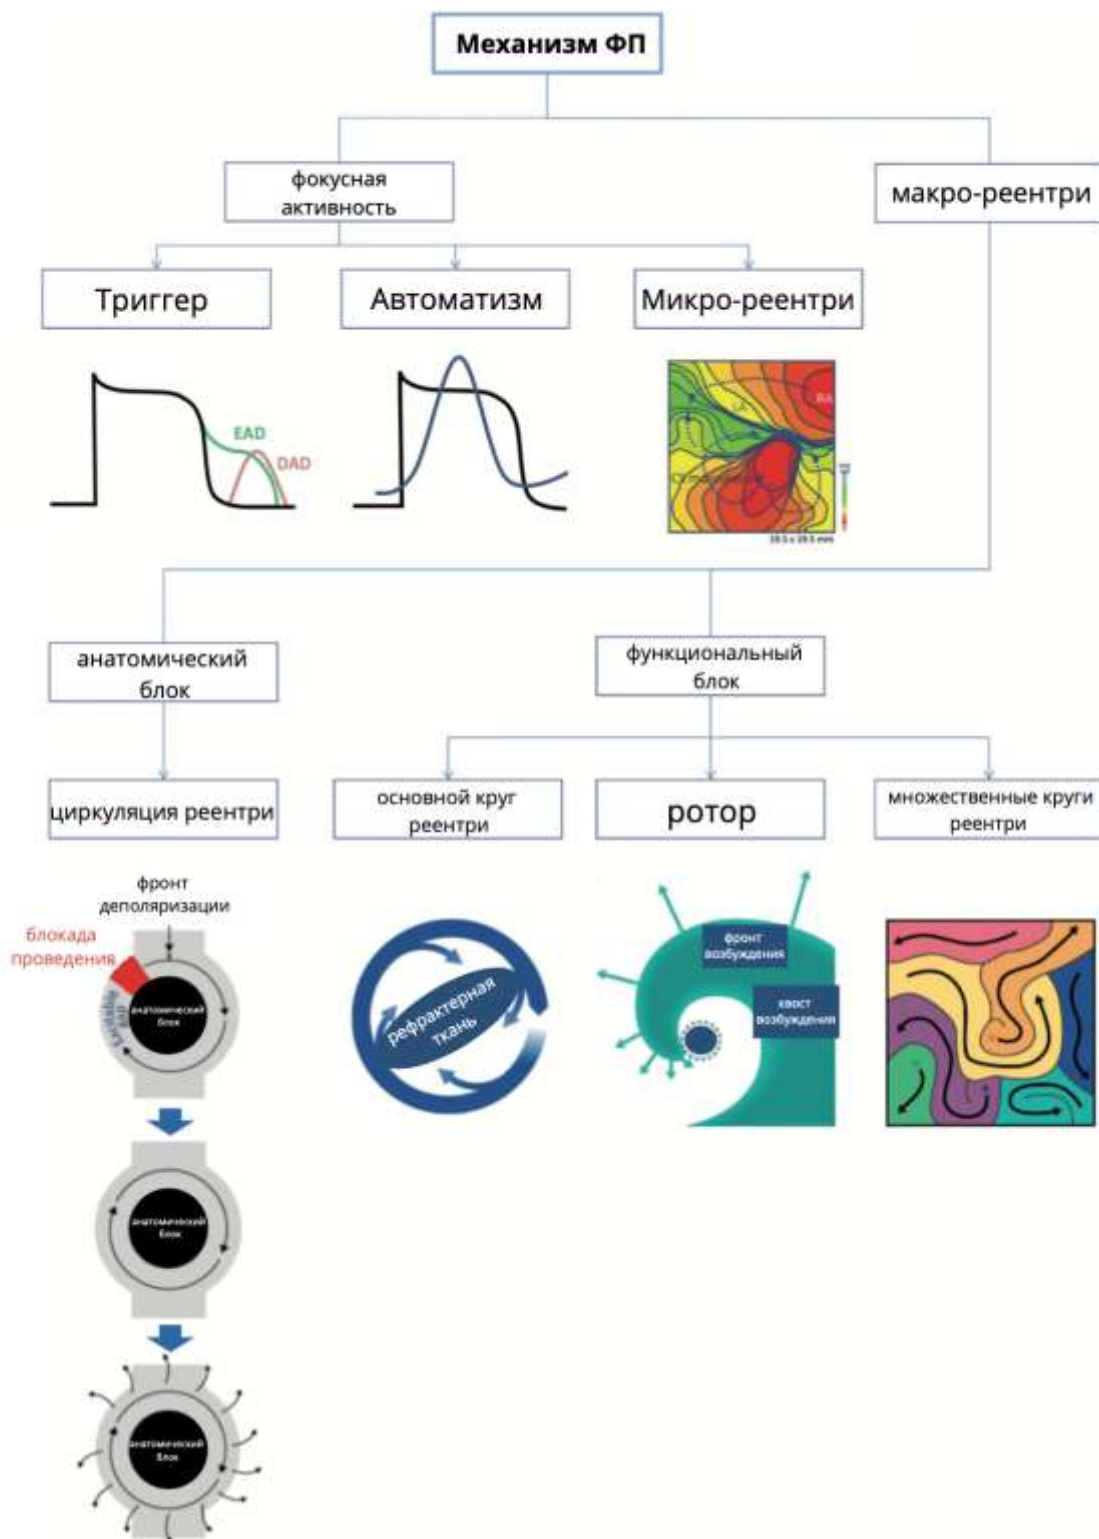 Механизм ФП
фокусная
активность
макро-реентри
Триггер
Автоматизм
Микро-реентри
EAD
DAD
LA
RA
анатомический
блок
функциональный
блок
циркуляция реентри
основной круг
реентри
ротор
множественные круги
реентри
фронт
деполяризации
блокада
проведения
анатомический
блок
рефрактерная
ткань
фронт
возбуждения
хвост
возбуждения
анатомический
блок
анатомический
блок